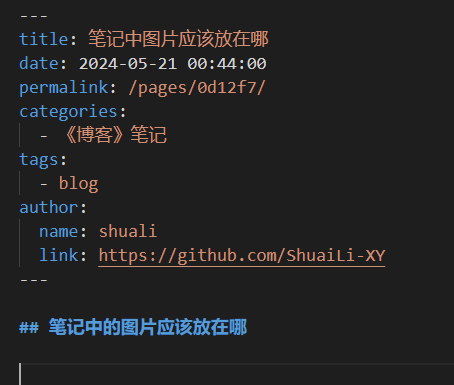 ---
title: 笔记中图片应该放在哪
date: 2024-05-21 00:44:00
permalink: /pages/0d12f7/
categories:
  - 《博客》笔记
tags:
  - blog
author:
  name: shuali
  link: https://github.com/ShuaiLi-XY
---
## 笔记中的图片应该放在哪